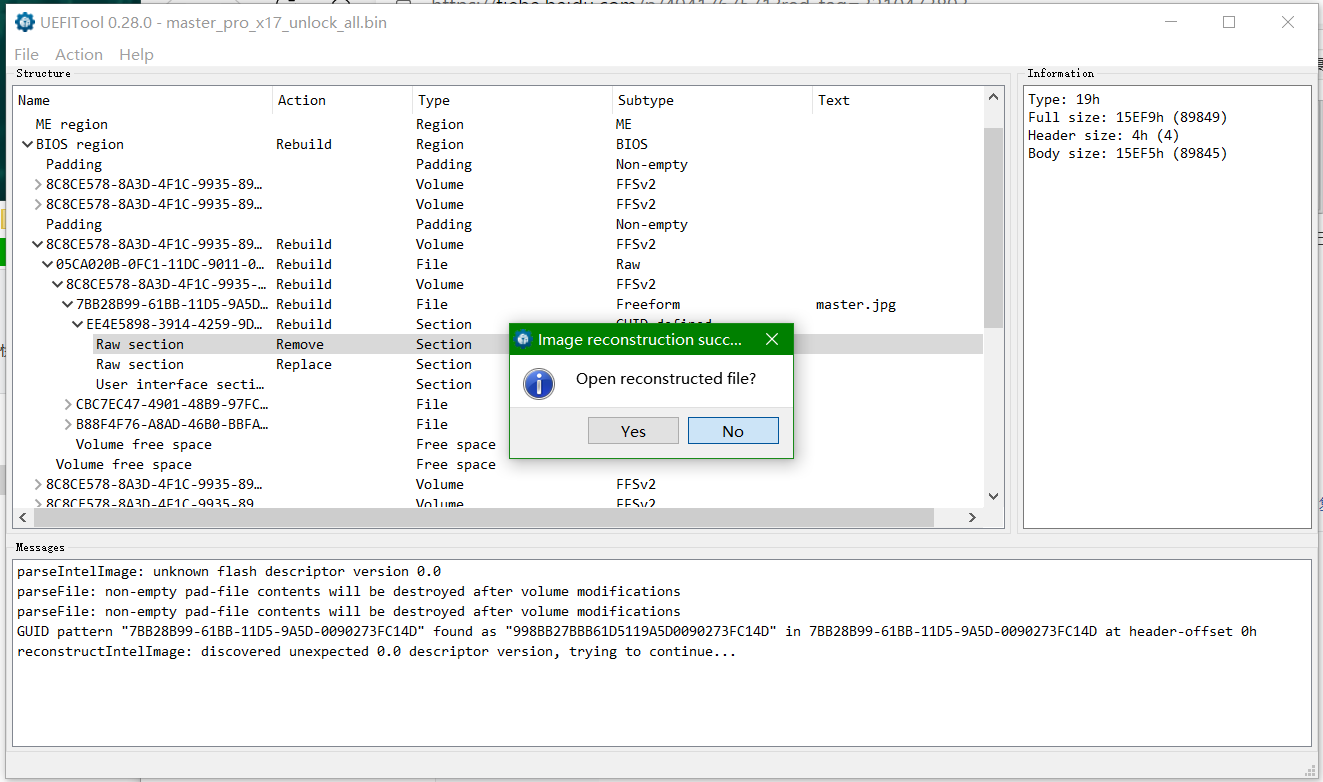 UEFITool 0.28.0 - master_pro_x17_unlock_all.bin
File Action Help
Structure
Name Action Type Subtype Text
ME region Region ME
BIOS region Rebuild Region BIOS
Padding Padding Non-empty
8C8CE578-8A3D-4F1C-9935-89… Volume FFSv2
8C8CE578-8A3D-4F1C-9935-89… Volume FFSv2
Padding Padding Non-empty
8C8CE578-8A3D-4F1C-9935-89… Rebuild Volume FFSv2
05CA020B-0FC1-11DC-9011-0… Rebuild File Raw
8C8CE578-8A3D-4F1C-9935-… Rebuild Volume FFSv2
7BB28B99-61BB-11D5-9A5D… Rebuild File Freeform master.jpg
EE4E5898-3914-4259-9D… Rebuild Section GUID defined
Raw section Remove Section
Raw section Replace Section
User interface secti… Section
CBC7EC47-4901-48B9-97FC… File
B88F4F76-A8AD-46B0-BBFA… File
Volume free space Free space
Volume free space Free space
8C8CE578-8A3D-4F1C-9935-89… Volume FFSv2
8C8CE578-8A3D-4F1C-9935-89 Volume FFSv2
Information
Type: 19h
Full size: 15EF9h (89849)
Header size: 4h (4)
Body size: 15EF5h (89845)
Image reconstruction succ...
Open reconstructed file?
Yes No
Messages
parseIntelImage: unknown flash descriptor version 0.0
parseFile: non-empty pad-file contents will be destroyed after volume modifications
parseFile: non-empty pad-file contents will be destroyed after volume modifications
GUID pattern "7BB28B99-61BB-11D5-9A5D-0090273FC14D" found as "998BB27BBB61D5119A5D0090273FC14D" in 7BB28B99-61BB-11D5-9A5D-0090273FC14D at header-offset 0h
reconstructIntelImage: discovered unexpected 0.0 descriptor version, trying to continue...